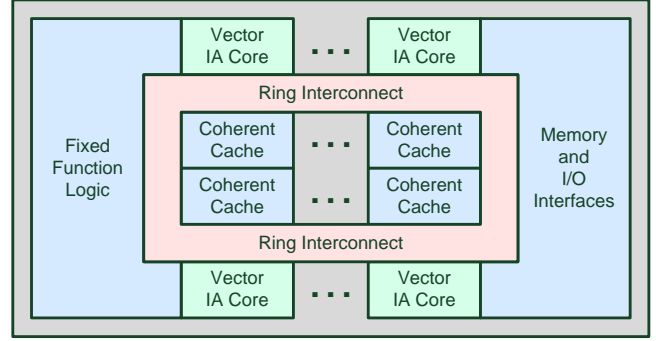 Vector
IA Core
. . .
Vector
IA Core
Ring Interconnect
Fixed
Function
Logic
Coherent
Cache
. . .
Coherent
Cache
Coherent
Cache
. . .
Coherent
Cache
Memory
and
I/O
Interfaces
Ring Interconnect
Vector
IA Core
. . .
Vector
IA Core